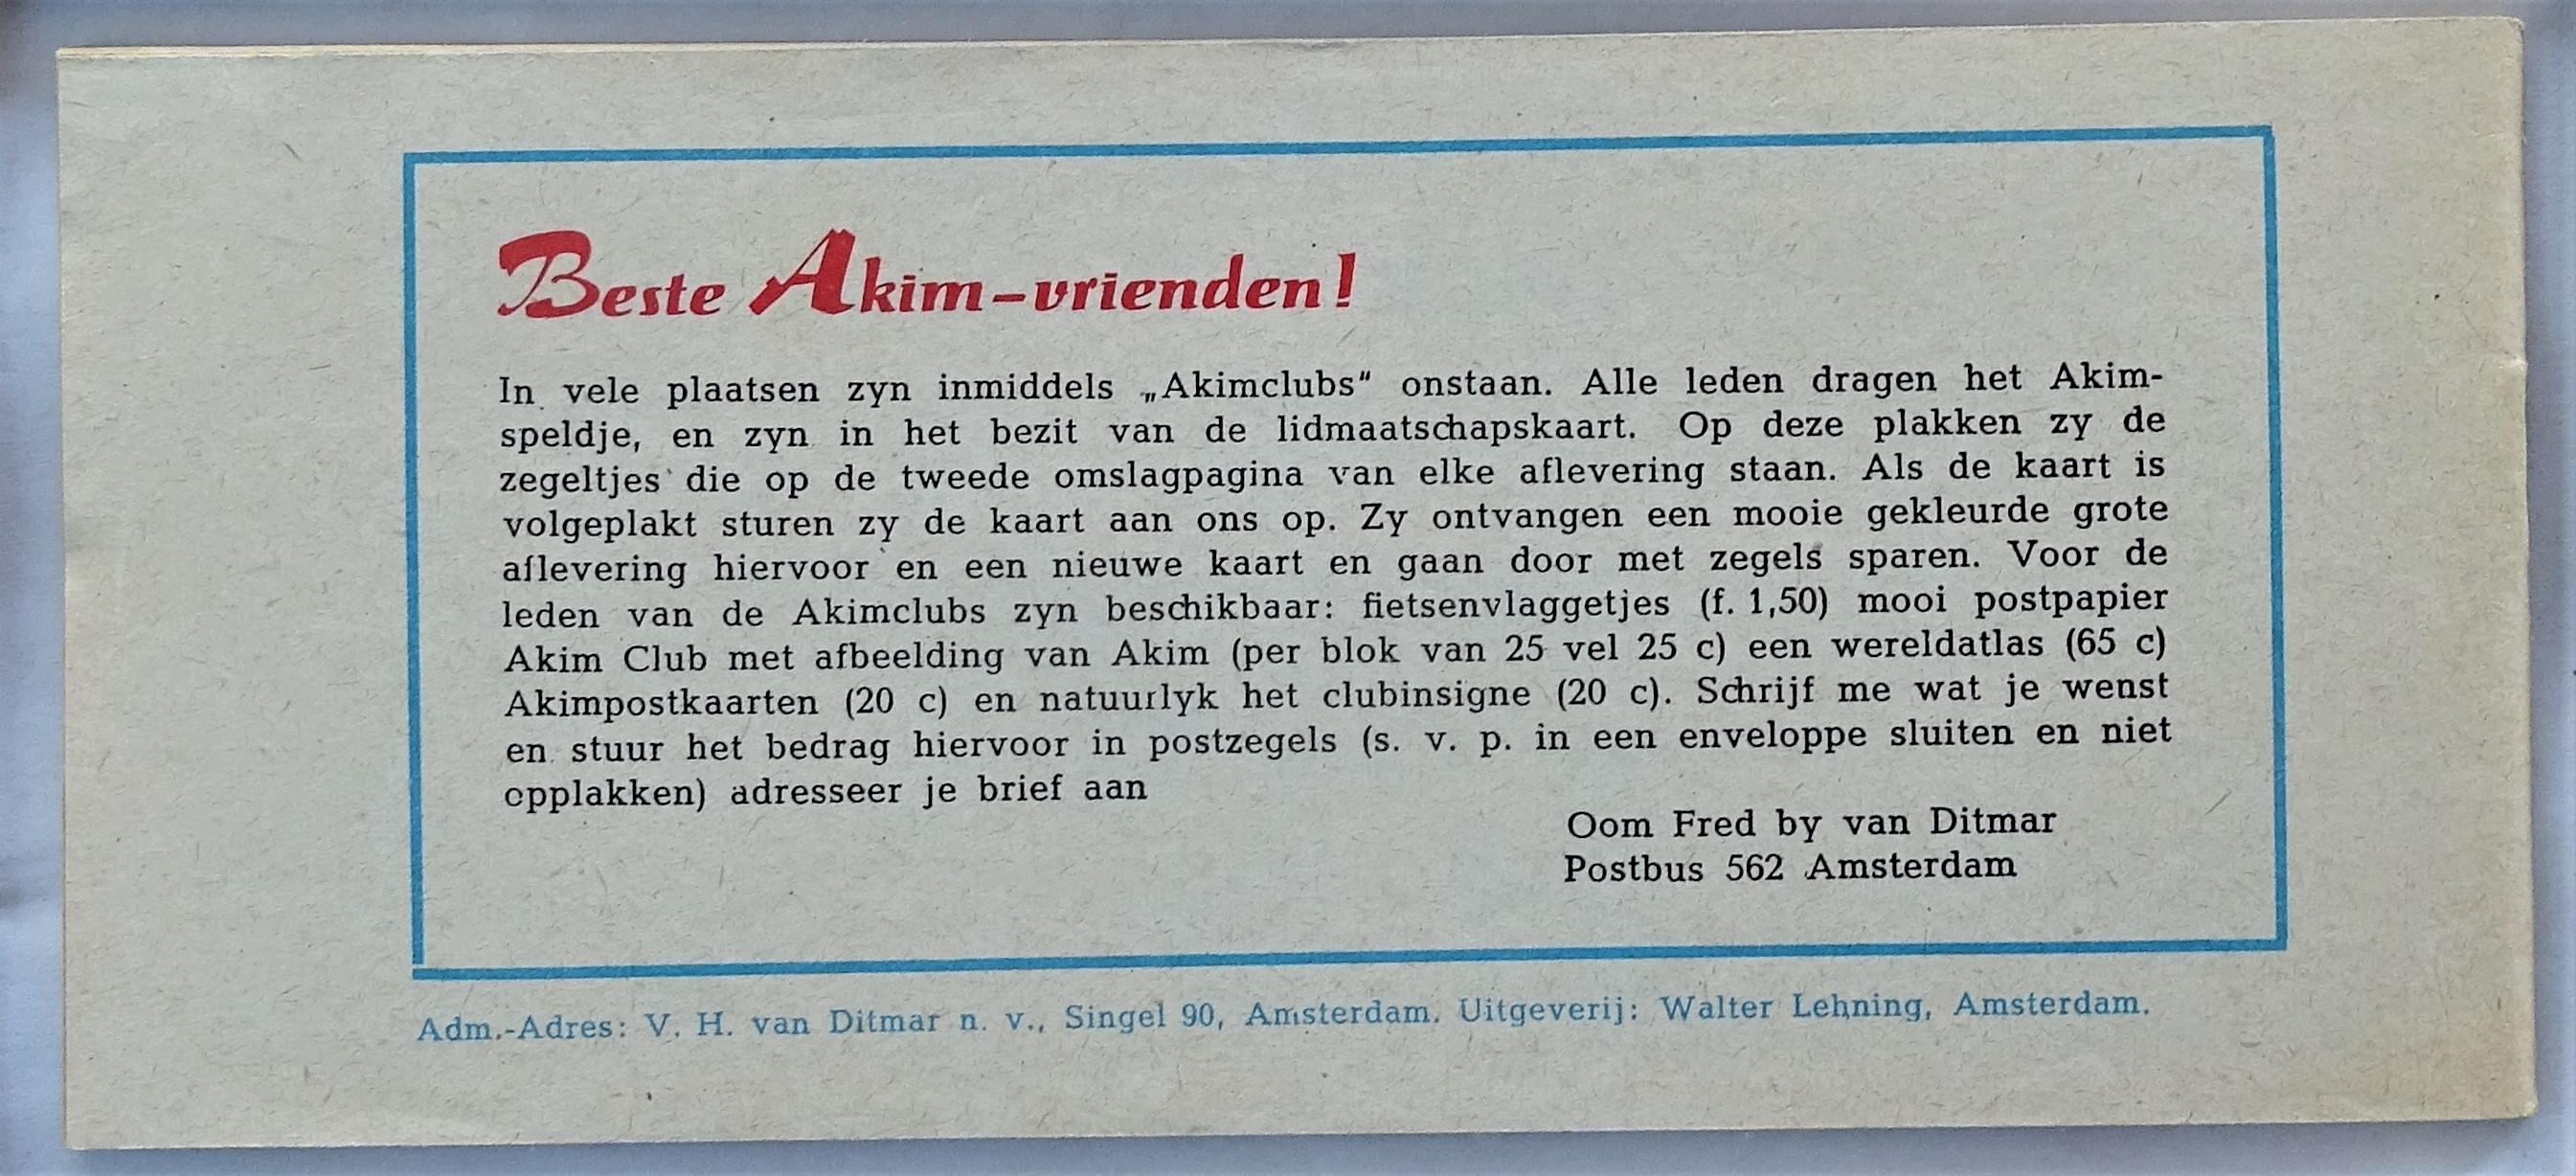 Beste Akim-vrienden!
In vele plaatsen zyn inmiddels „Akimclubs" onstaan. Alle leden dragen het Akim-
speldje, en zyn in het bezit van de lidmaatschapskaart. Op deze plakken zy de
zegeltjes die op de tweede omslagpagina van elke aflevering staan. Als de kaart is
volgeplakt sturen zy de kaart aan ons op. Zy ontvangen een mooie gekleurde grote
aflevering hiervoor en een nieuwe kaart en gaan door met zegels sparen. Voor de
leden van de Akimclubs zyn beschikbaar: fietsenvlaggetjes (f. 1,50) mooi postpapier
Akim Club met afbeelding van Akim (per blok van 25 vel 25 c) een wereldatlas (65 c)
Akimpostkaarten (20 c) en natuurlyk het clubinsigne (20 c). Schrijf me wat je wenst
en stuur het bedrag hiervoor in postzegels (s. v. p. in een enveloppe sluiten en niet
opplakken) adresseer je brief aan
Oom Fred by van Ditmar
Postbus 562 Amsterdam
Adm.-Adres: V. H. van Ditmar n. v., Singel 90, Amsterdam. Uitgeverij: Walter Lehning, Amsterdam.